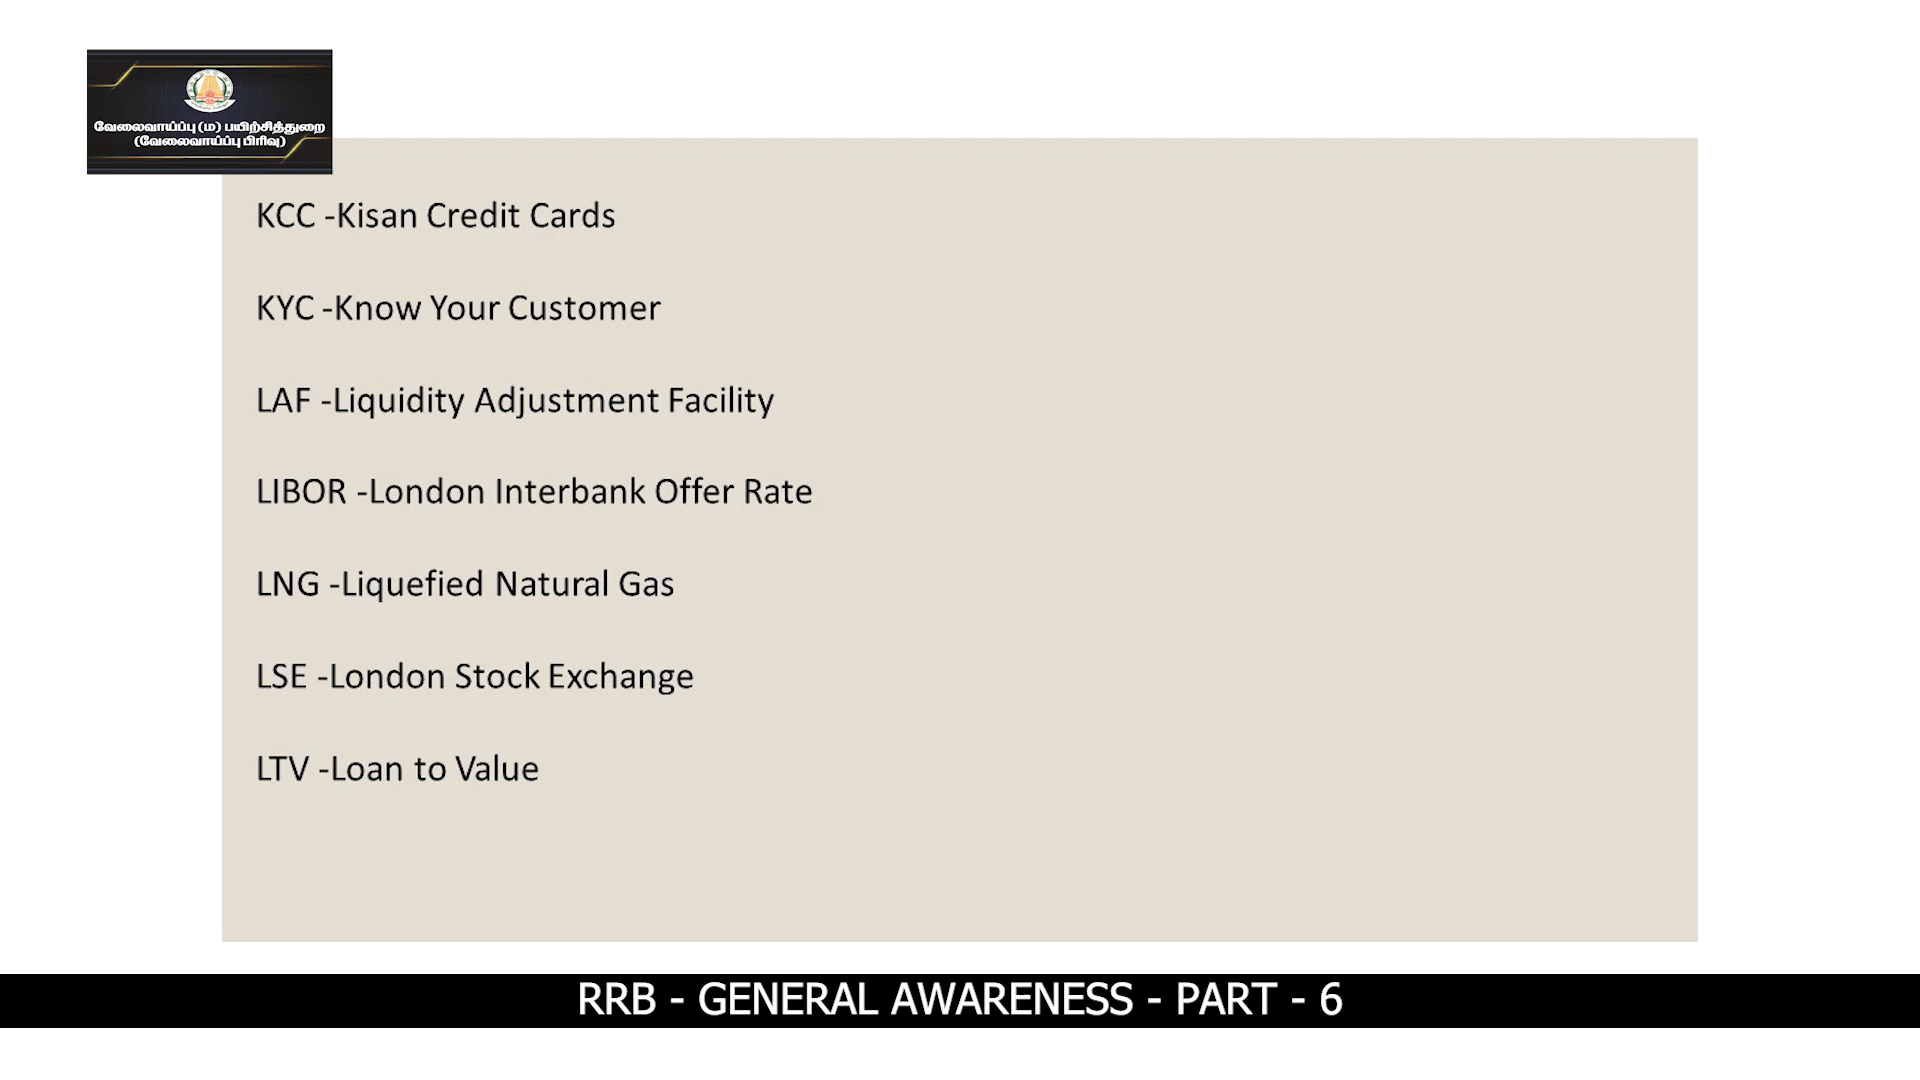 வேலைவாய்ப்பு (ம) பயிற்சித்துறை
(வேலைவாய்ப்பு பிரிவு)
KCC -Kisan Credit Cards
KYC -Know Your Customer
LAF -Liquidity Adjustment Facility
LIBOR -London Interbank Offer Rate
LNG -Liquefied Natural Gas
LSE -London Stock Exchange
LTV -Loan to Value
RRB - GENERAL AWARENESS - PART - 6